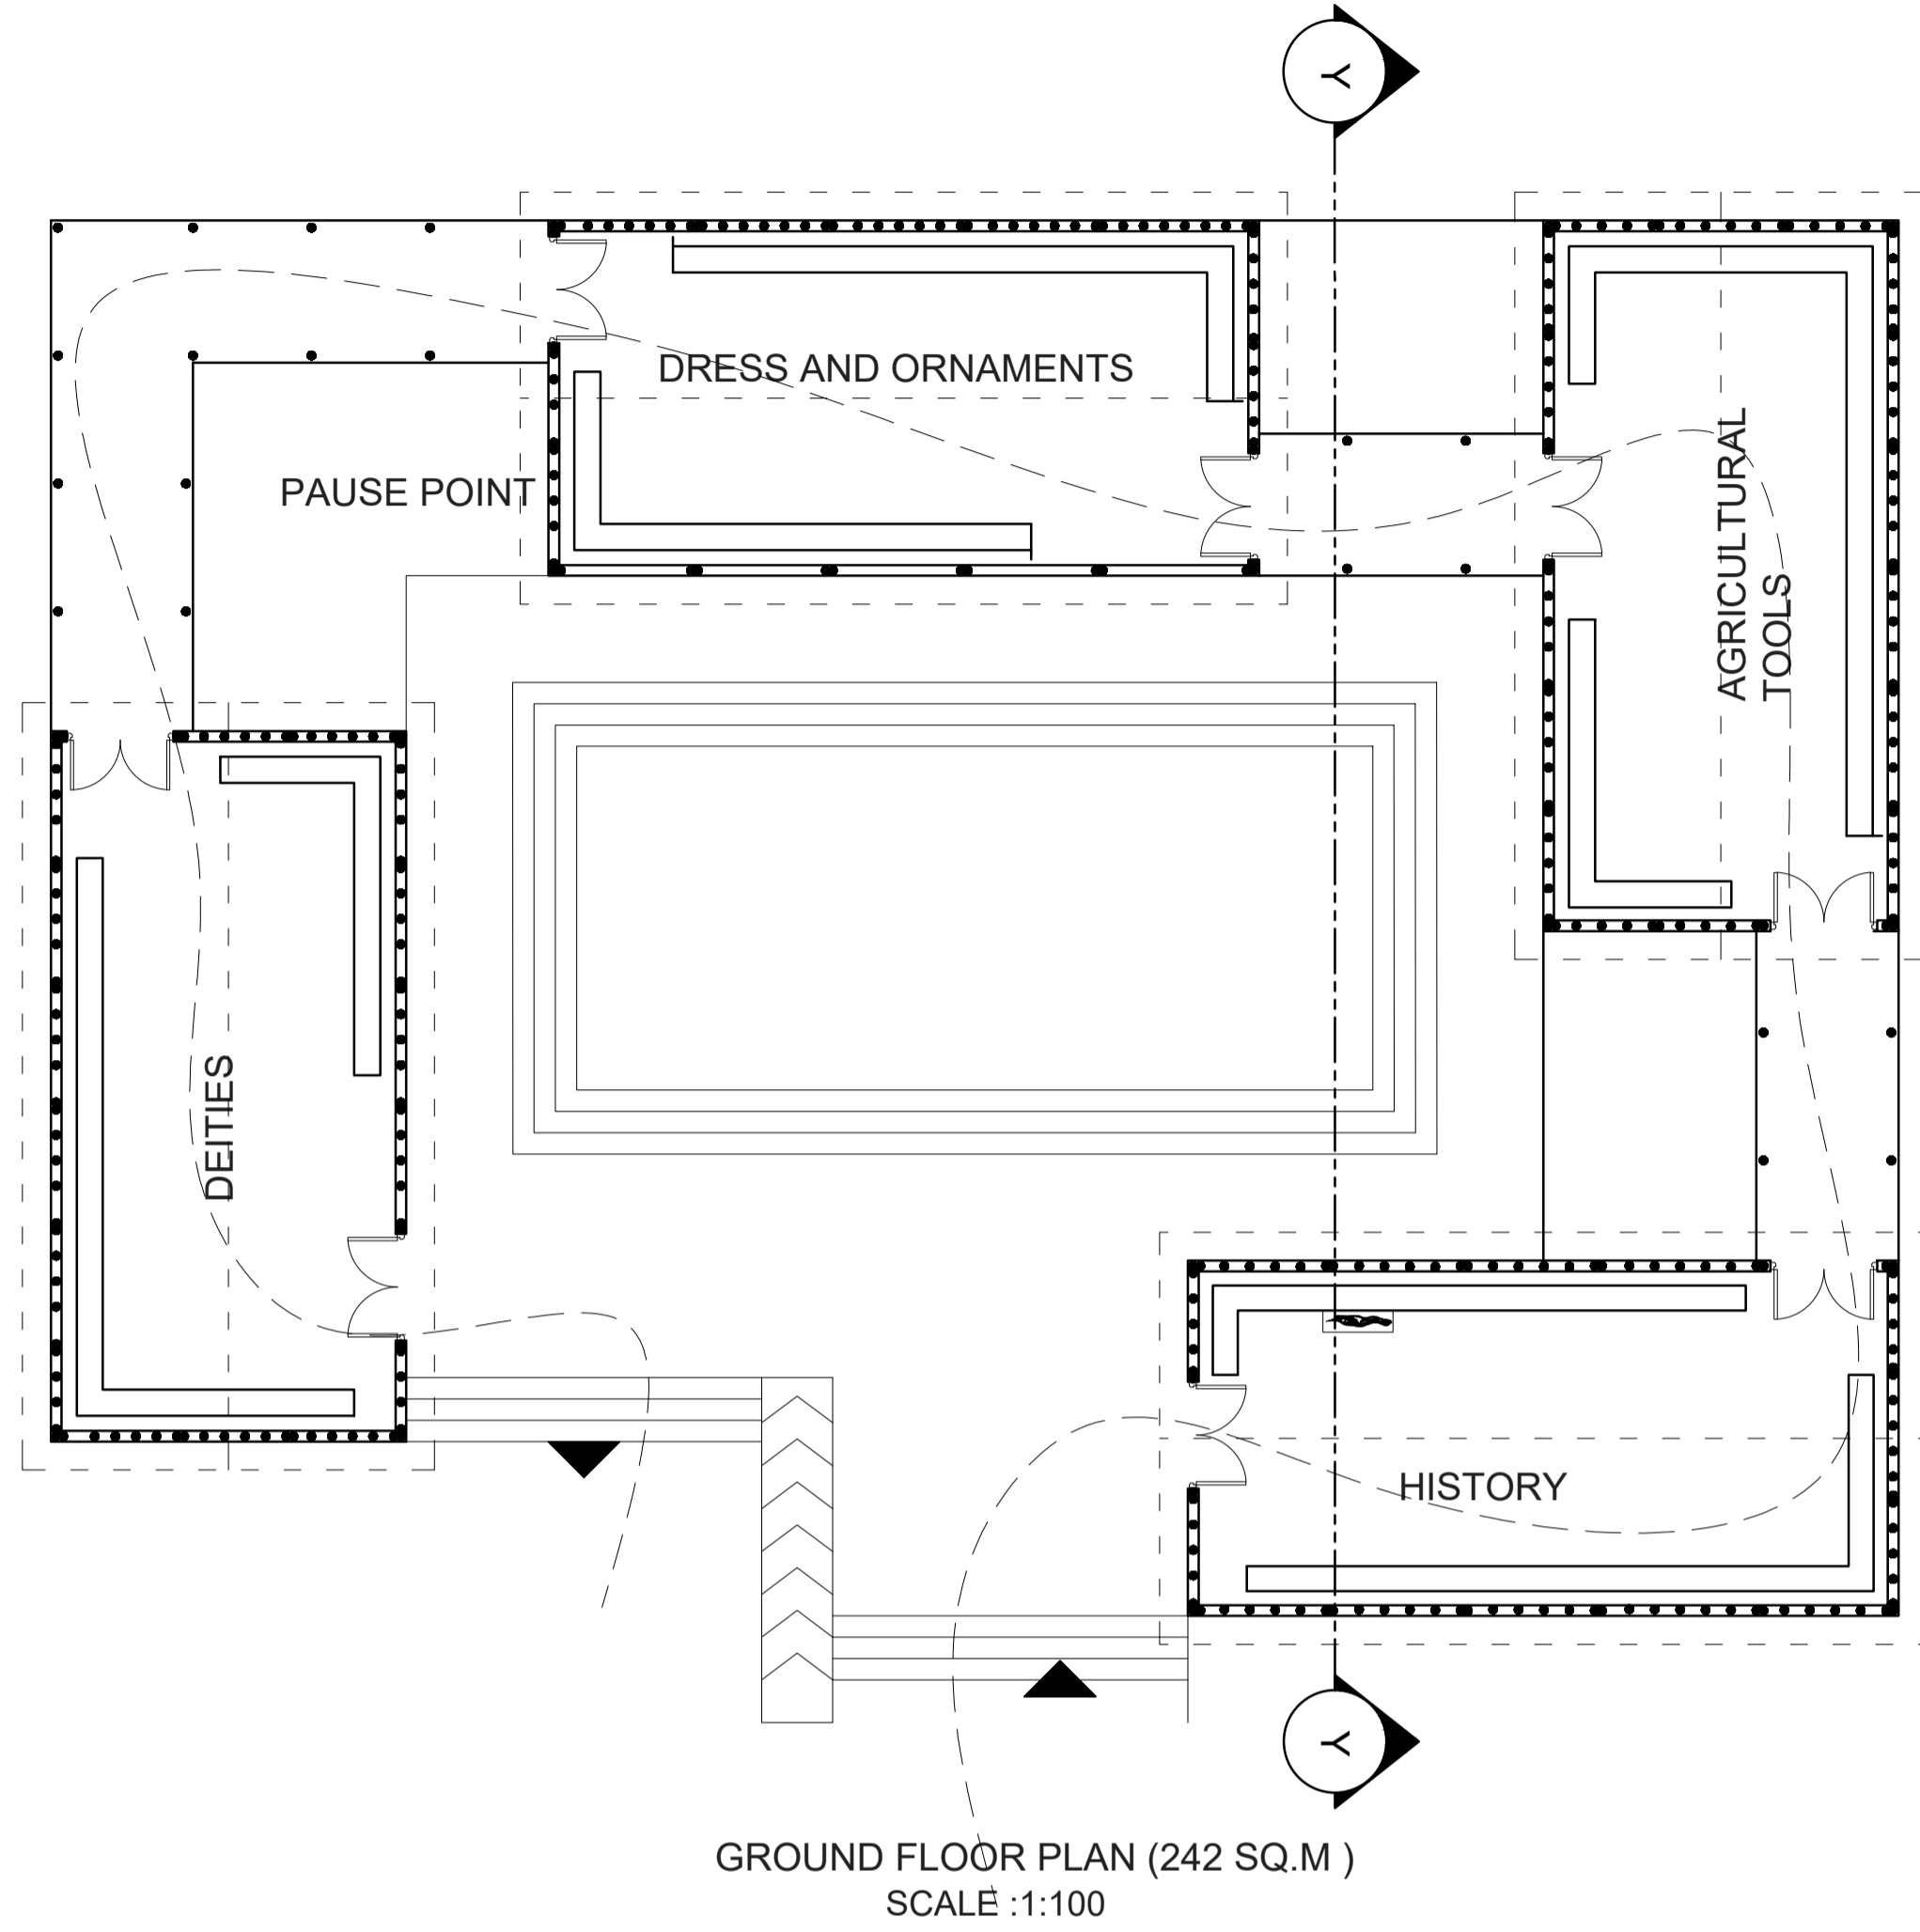 Y
DRESS AND ORNAMENTS
PAUSE POINT
AGRICULTURAL
TOOLS
DEITIES
HISTORY
Y
GROUND FLOOR PLAN (242 SQ.M )
SCALE :1:100